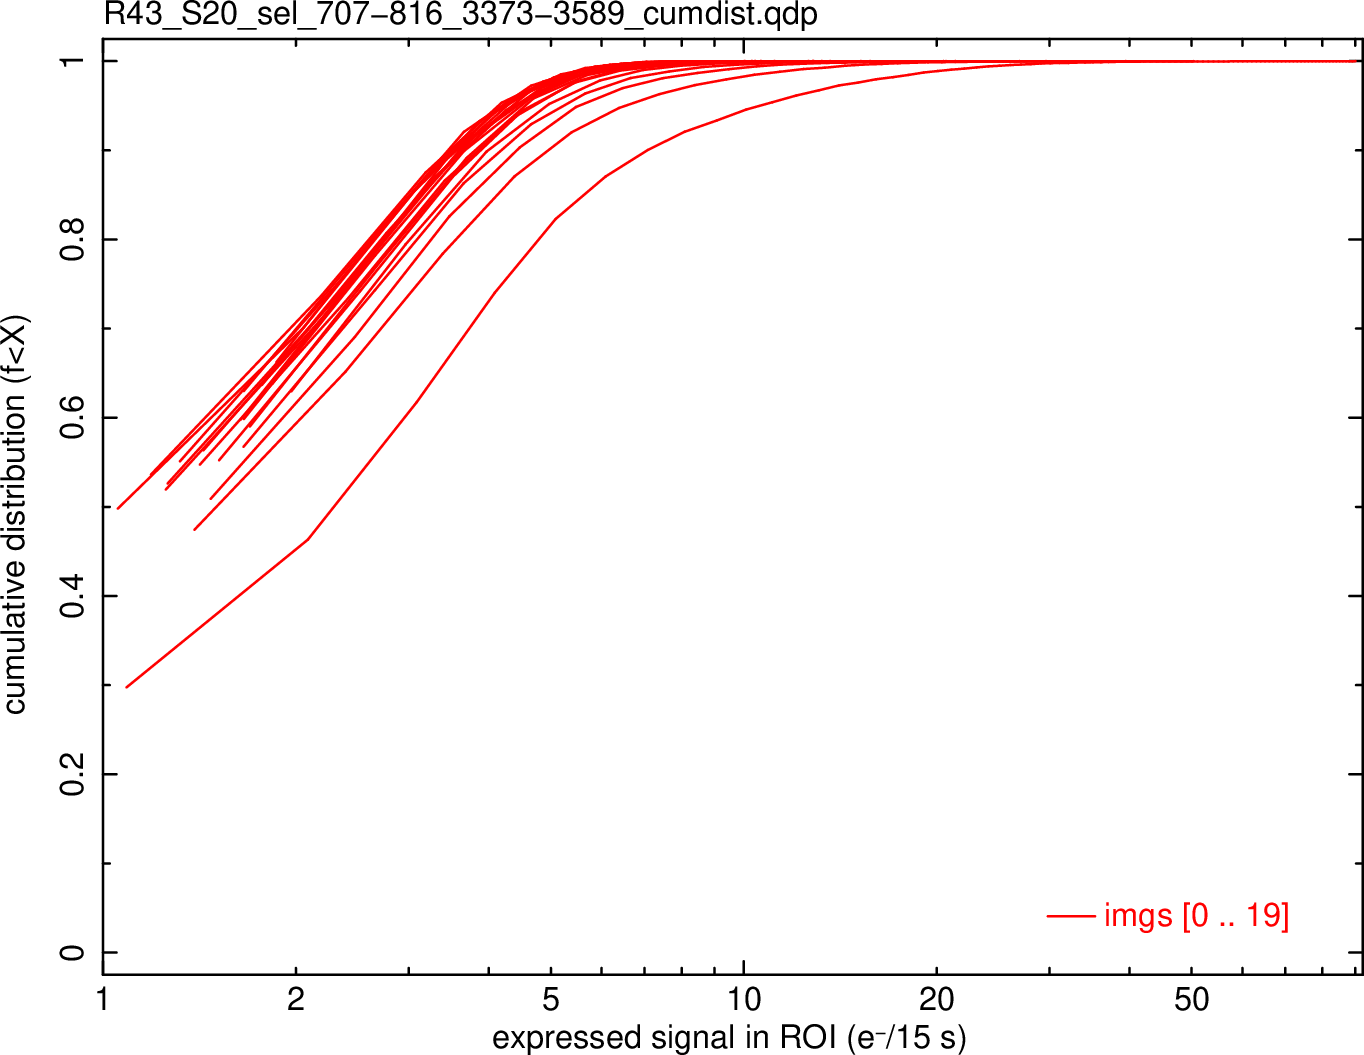 R43_S20_sel_707−816_3373−3589_cumdist.qdp
cumulative distribution (f<X)
1
0.8
0.6
0.4
0.2
0
imgs [0 .. 19]
1 2 5 10 20 50
expressed signal in ROI (e⁻/15 s)